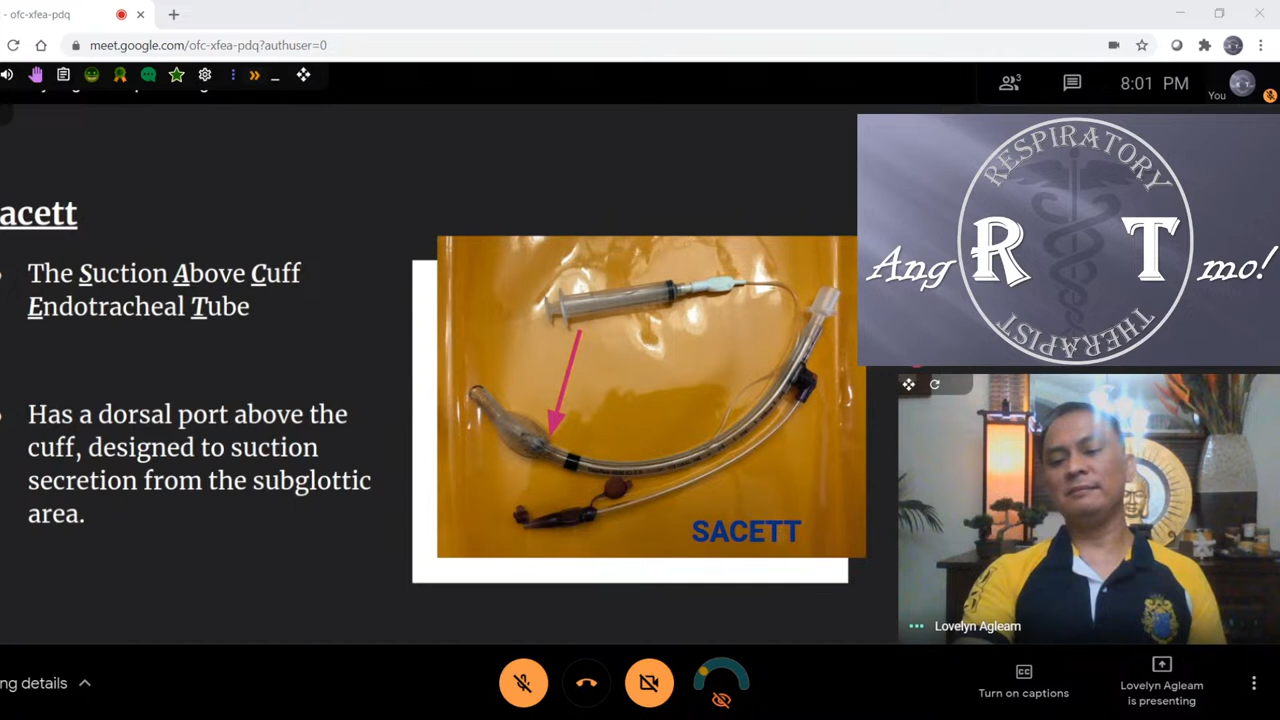 - ofc-xfea-pdq
meet.google.com/ofc-xfea-pdq?authuser=0
3
8:01 PM
You
acett
The Suction Above Cuff
Endotracheal Tube
Has a dorsal port above the
cuff, designed to suction
secretion from the subglottic
area.
SACETT
RESPIRATORY
Ang RT mo!
THERAPIST
Lovelyn Agleam
ng details
Turn on captions
Lovelyn Agleam
is presenting